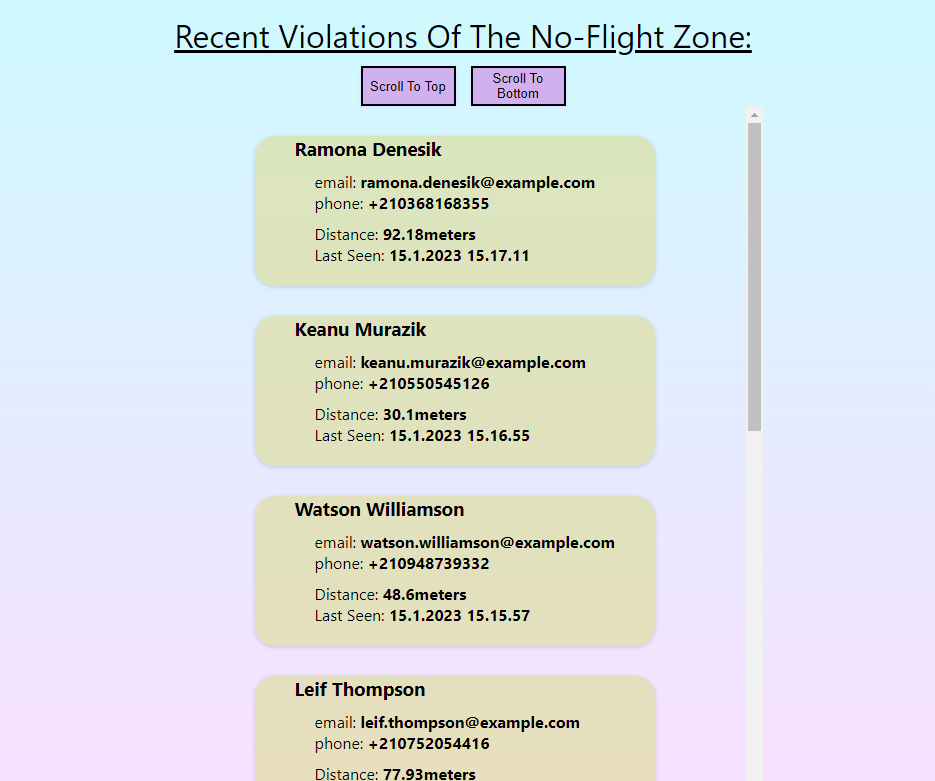 Recent Violations Of The No-Flight Zone:
Scroll To Top
Scroll To
Bottom
Ramona Denesik
email: ramona.denesik@example.com
phone: +210368168355
Distance: 92.18meters
Last Seen: 15.1.2023 15.17.11
Keanu Murazik
email: keanu.murazik@example.com
phone: +210550545126
Distance: 30.1meters
Last Seen: 15.1.2023 15.16.55
Watson Williamson
email: watson.williamson@example.com
phone: +210948739332
Distance: 48.6meters
Last Seen: 15.1.2023 15.15.57
Leif Thompson
email: leif.thompson@example.com
phone: +210752054416
Distance: 77.93meters